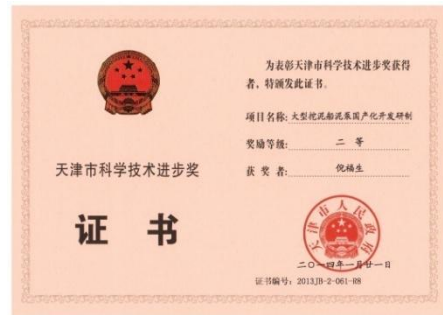 天津市科学技术进步奖
证 书
为表彰天津市科学技术进步奖获得
者，特颁发此证书。
项目名称: 大型挖泥船泥泵国产化开发研制
奖励等级: 二 等
获 奖 者: 倪福生
天津市人民政府
二〇一四年一月廿一日
证书编号: 2013JB-2-061-R8